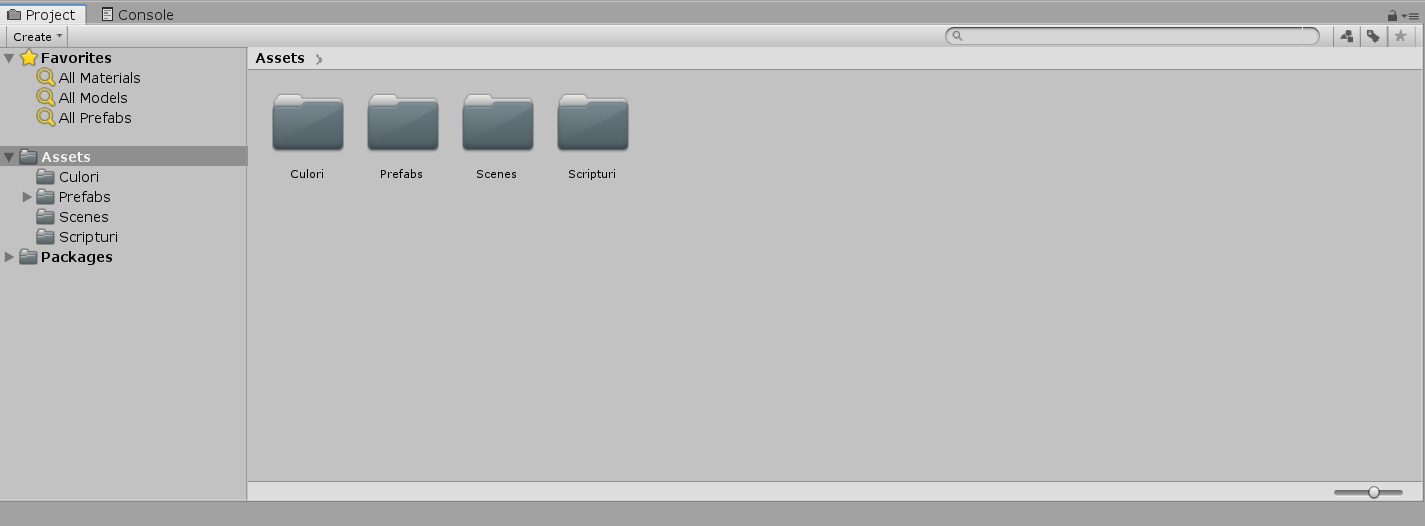 Project
Console
Create
Favorites
All Materials
All Models
All Prefabs
Assets
Culori
Prefabs
Scenes
Scripturi
Packages
Assets
Culori
Prefabs
Scenes
Scripturi